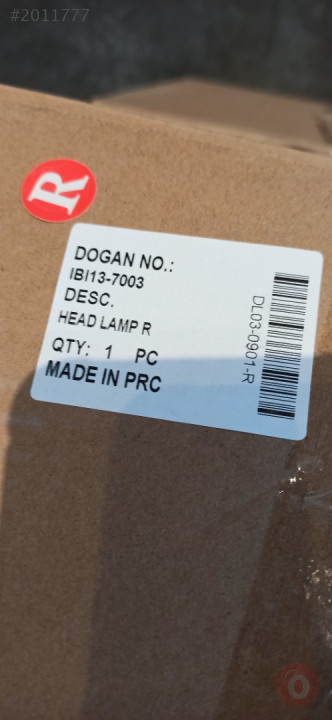 #2011777
R
DOGAN NO.:
IBI13-7003
DESC.
HEAD LAMP R
QTY: 1 PC
MADE IN PRC
DL03-0901-R